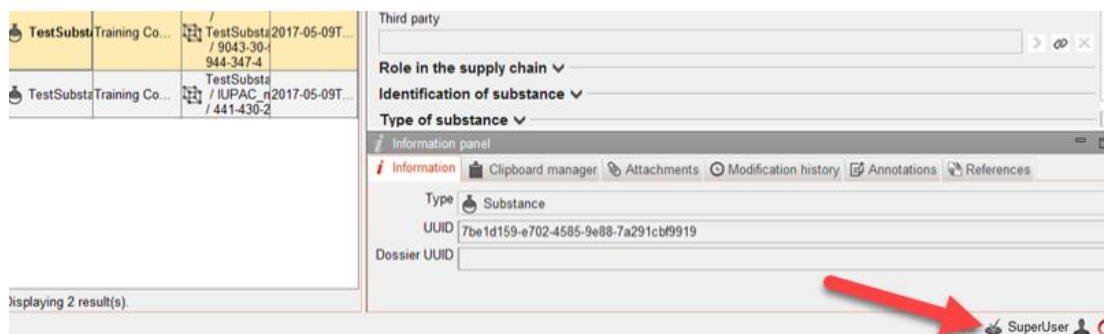 Third party
TestSubsta Training Co... / TestSubsta 2017-05-09T...
/ 9043-30-
944-347-4
TestSubsta Training Co... TestSubsta / IUPAC_n 2017-05-09T...
/ 441-430-2
Role in the supply chain
Identification of substance
Type of substance
Information panel
Information Clipboard manager Attachments Modification history Annotations References
Type Substance
UUID 7be1d159-e702-4585-9e88-7a291cbf9919
Dossier UUID
Displaying 2 result(s).
SuperUser